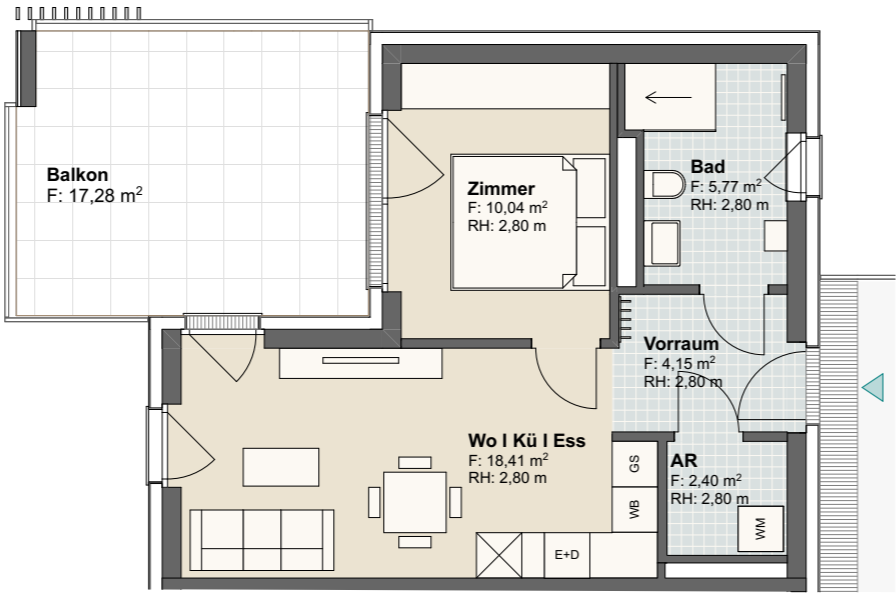 Balkon
F: 17,28 m²
Zimmer
F: 10,04 m²
RH: 2,80 m
Bad
F: 5,77 m²
RH: 2,80 m
Vorraum
F: 4,15 m²
RH: 2,80 m
Wo I Kü I Ess
F: 18,41 m²
RH: 2,80 m
GS
WB
E+D
AR
F: 2,40 m²
RH: 2,80 m
WM